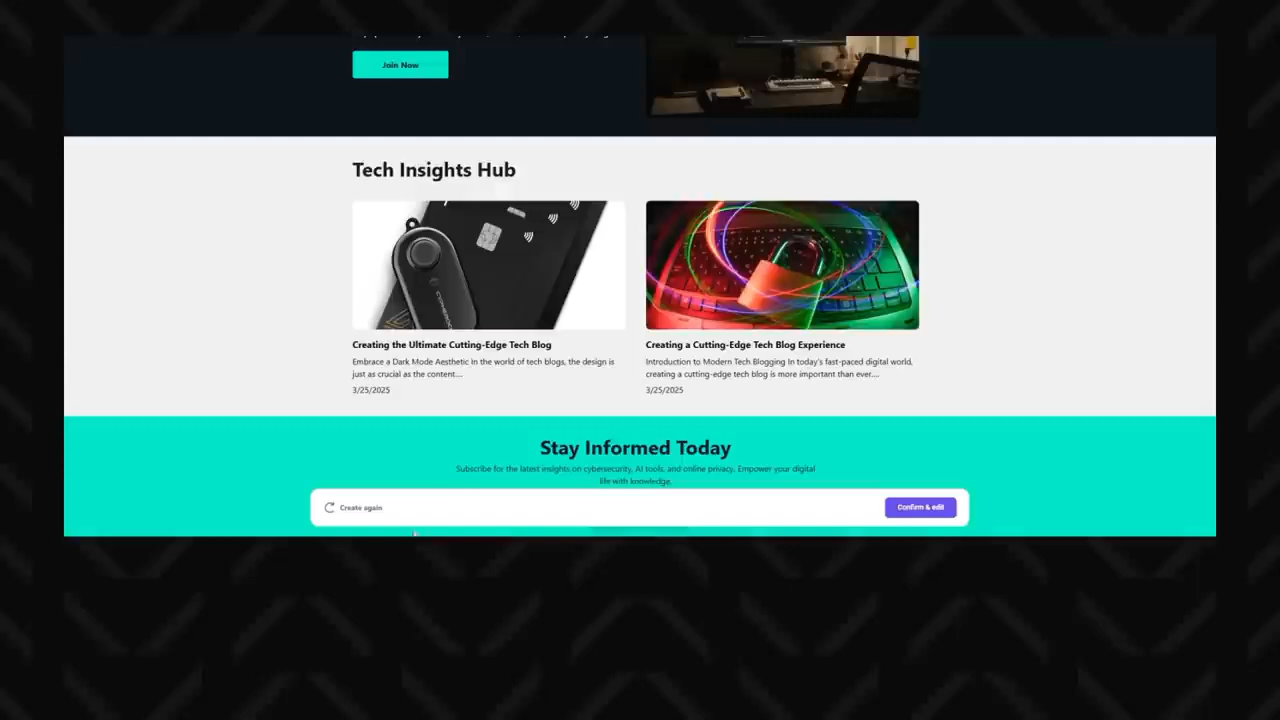 Join Now
Tech Insights Hub
Creating the Ultimate Cutting-Edge Tech Blog
Embrace a Dark Mode Aesthetic In the world of tech blogs, the design is
just as crucial as the content....
3/25/2025
Creating a Cutting-Edge Tech Blog Experience
Introduction to Modern Tech Blogging In today's fast-paced digital world,
creating a cutting-edge tech blog is more important than ever....
3/25/2025
Stay Informed Today
Subscribe for the latest insights on cybersecurity, AI tools, and online privacy. Empower your digital
life with knowledge.
Create again
Confirm & edit